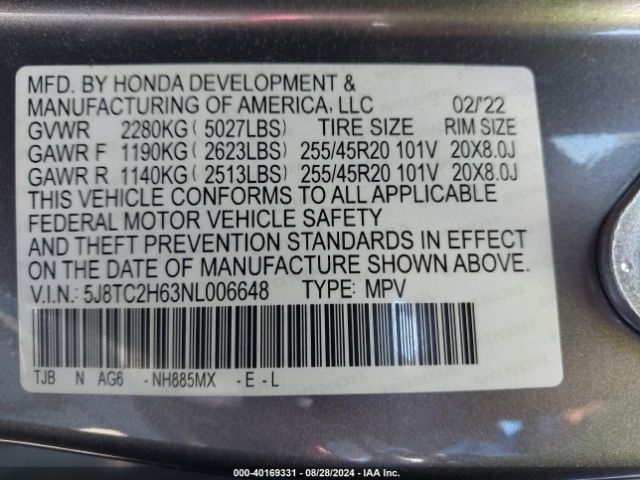 MFD. BY HONDA DEVELOPMENT &
MANUFACTURING OF AMERICA, LLC 02/'22
GVWR 2280KG ( 5027LBS) TIRE SIZE RIM SIZE
GAWR F 1190KG ( 2623LBS) 255/45R20 101V 20X8.0J
GAWR R 1140KG ( 2513LBS) 255/45R20 101V 20X8.0J
THIS VEHICLE CONFORMS TO ALL APPLICABLE
FEDERAL MOTOR VEHICLE SAFETY
AND THEFT PREVENTION STANDARDS IN EFFECT
ON THE DATE OF MANUFACTURE SHOWN ABOVE.
V.I.N.: 5J8TC2H63NL006648 TYPE: MPV
TJB N AG6 -NH885MX -E-L
000-40169331 - 08/28/2024 - IAA Inc.